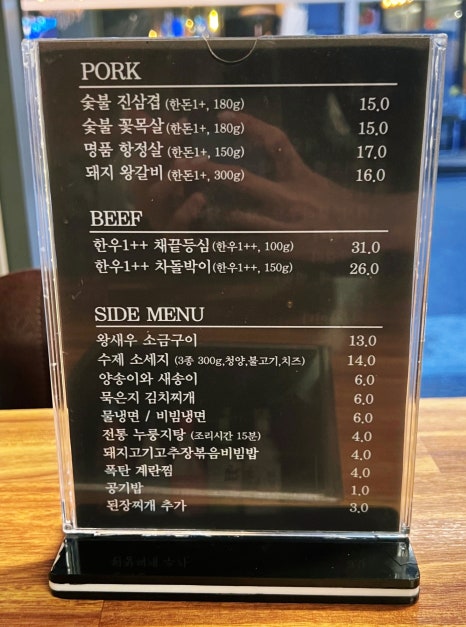 PORK
숯불 진삼겹 (한돈1+, 180g) 15.0
숯불 꽃목살 (한돈1+, 180g) 15.0
명품 항정살 (한돈1+, 150g) 17.0
돼지 왕갈비 (한돈1+, 300g) 16.0
BEEF
한우1++ 채끝등심(한우1++, 100g) 31.0
한우1++ 차돌박이(한우1++, 150g) 26.0
SIDE MENU
왕새우 소금구이 13.0
수제 소세지 (3종 300g,청양,불고기,치즈) 14.0
양송이와 새송이 6.0
묵은지 김치찌개 6.0
물냉면 / 비빔냉면 6.0
전통 누룽지탕 (조리시간 15분) 4.0
돼지고기고추장볶음비빔밥 4.0
폭탄 계란찜 4.0
공기밥 1.0
된장찌개 추가 3.0